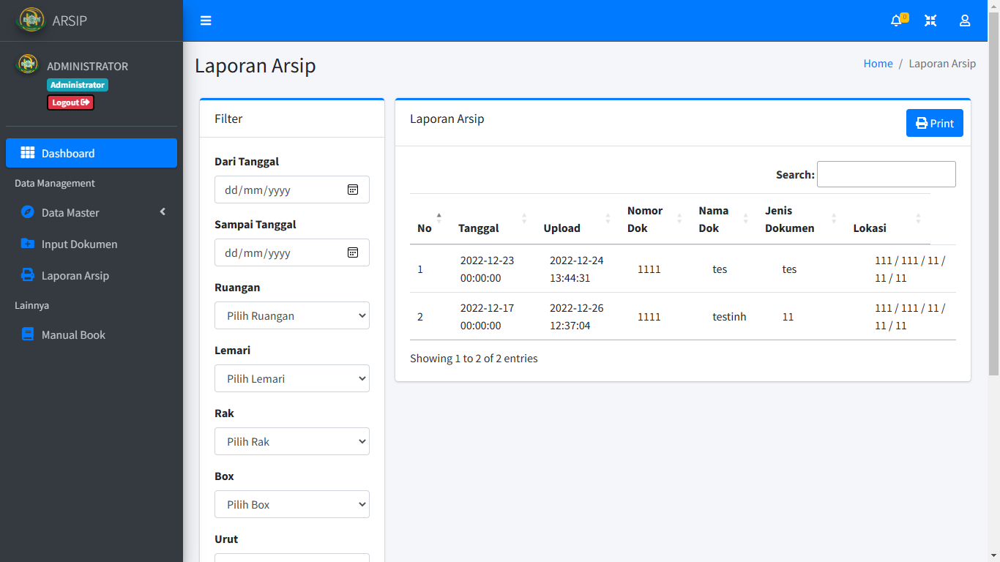 ARSIP
ADMINISTRATOR
Administrator
Logout
Dashboard
Data Management
Data Master
Input Dokumen
Laporan Arsip
Lainnya
Manual Book
0
Laporan Arsip
Home / Laporan Arsip
Filter
Dari Tanggal
dd/mm/yyyy
Sampai Tanggal
dd/mm/yyyy
Ruangan
Pilih Ruangan
Lemari
Pilih Lemari
Rak
Pilih Rak
Box
Pilih Box
Urut
Laporan Arsip
Print
Search:
No Tanggal Upload Nomor Dok Nama Dok Jenis Dokumen Lokasi
1 2022-12-23 00:00:00 2022-12-24 13:44:31 1111 tes tes 111 / 111 / 11 / 11 / 11
2 2022-12-17 00:00:00 2022-12-26 12:37:04 1111 testinh 11 111 / 111 / 11 / 11 / 11
Showing 1 to 2 of 2 entries